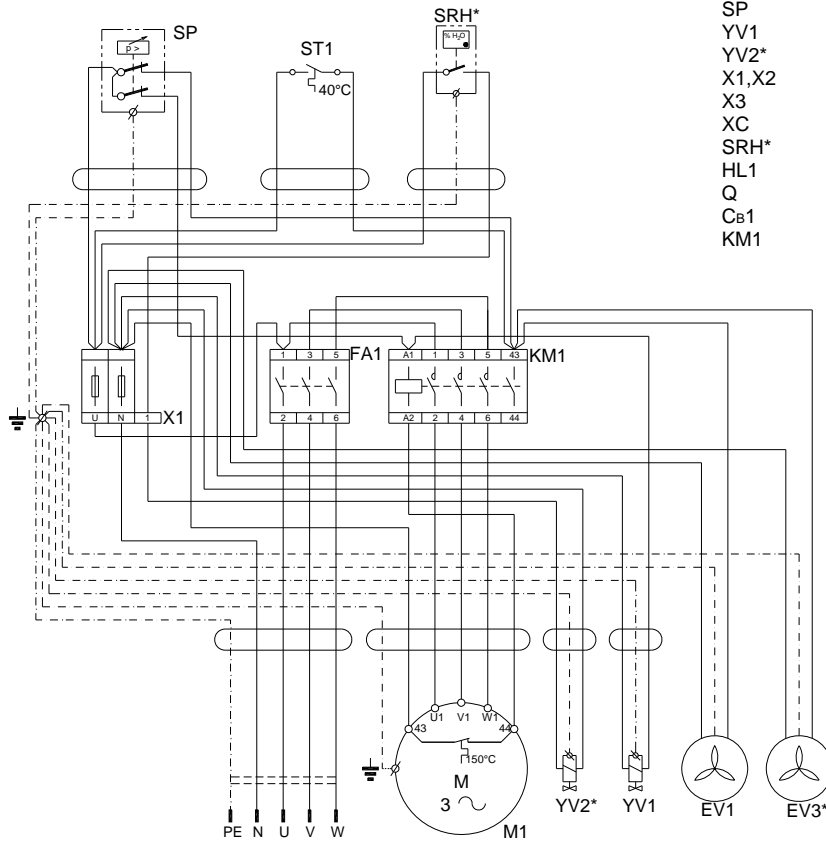 SP
YV1
YV2*
X1,X2
X3
XC
SRH*
HL1
Q
CB1
KM1
SP
p >
ST1
40°C
SRH*
% H2O
1 3 5 FA1
A1 1 3 5 43 KM1
U N 1 X1
2 4 6
A2 2 4 6 44
43 U1 V1 W1 44
150°C
M
3
M1
YV2*
YV1
EV1
EV3*
PE N U V W